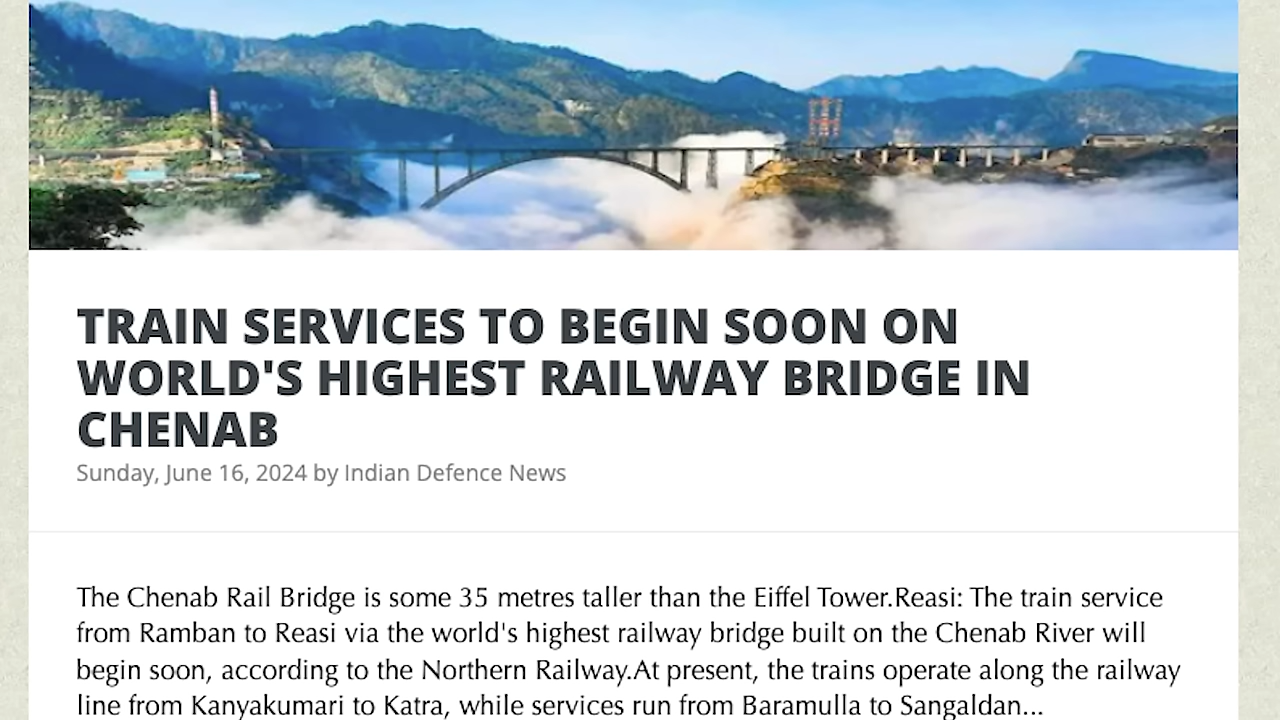 TRAIN SERVICES TO BEGIN SOON ON
WORLD'S HIGHEST RAILWAY BRIDGE IN
CHENAB
Sunday, June 16, 2024 by Indian Defence News
The Chenab Rail Bridge is some 35 metres taller than the Eiffel Tower.Reasi: The train service
from Ramban to Reasi via the world's highest railway bridge built on the Chenab River will
begin soon, according to the Northern Railway.At present, the trains operate along the railway
line from Kanyakumari to Katra, while services run from Baramulla to Sangaldan...